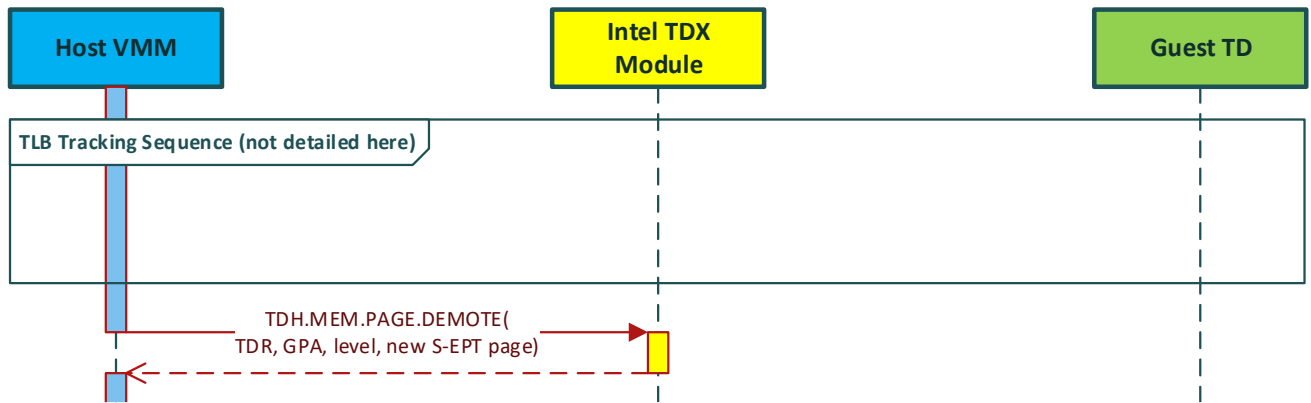 Host VMM
Intel TDX
Module
Guest TD
TLB Tracking Sequence (not detailed here)
TDH.MEM.PAGE.DEMOTE(
TDR, GPA, level, new S-EPT page)